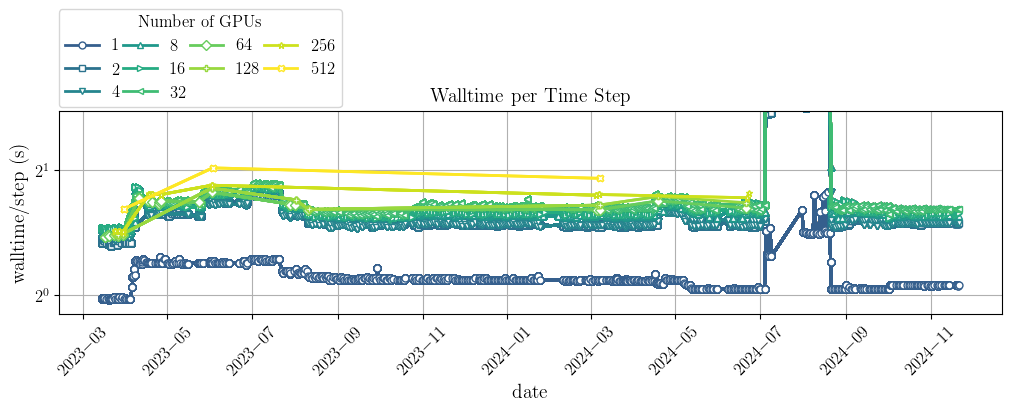 Number of GPUs
1 8 64 256
2 16 128 512
4 32
Walltime per Time Step
walltime/step (s)
2^1
2^0
2023−03 2023−05 2023−07 2023−09 2023−11 2024−01 2024−03 2024−05 2024−07 2024−09 2024−11
date